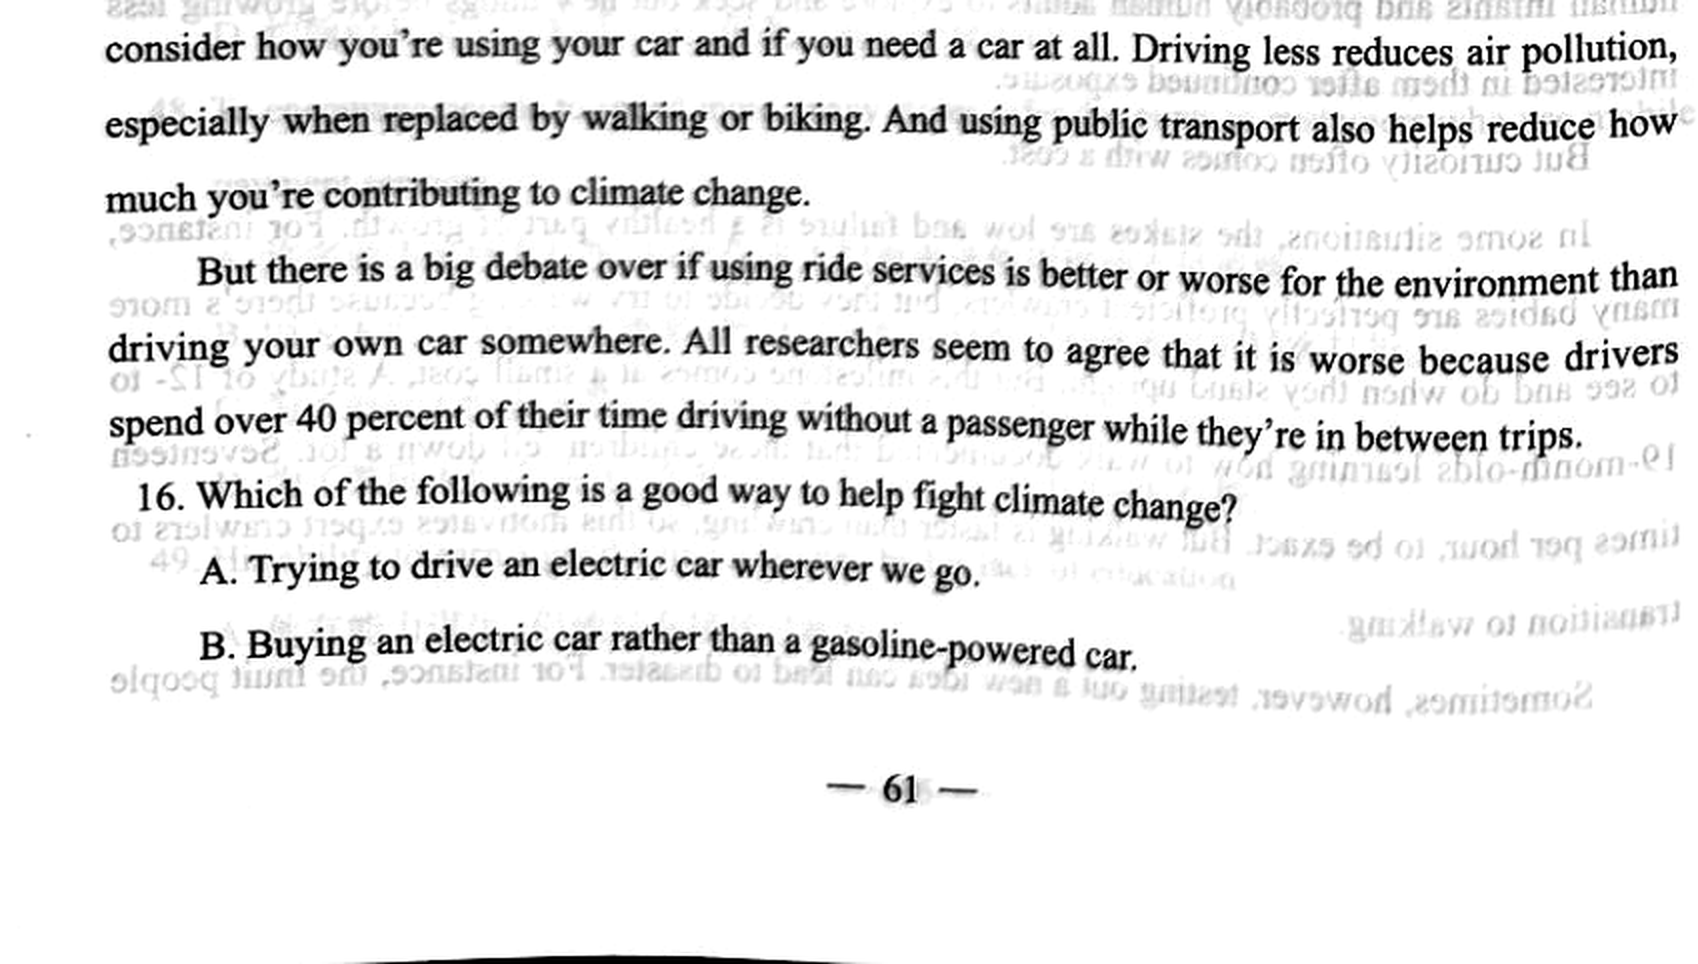 consider how you're using your car and if you need a car at all. Driving less reduces air pollution,
especially when replaced by walking or biking. And using public transport also helps reduce how
much you're contributing to climate change.
But there is a big debate over if using ride services is better or worse for the environment than
driving your own car somewhere. All researchers seem to agree that it is worse because drivers
spend over 40 percent of their time driving without a passenger while they're in between trips.
16. Which of the following is a good way to help fight climate change?
A. Trying to drive an electric car wherever we go.
B. Buying an electric car rather than a gasoline-powered car.
— 61 —